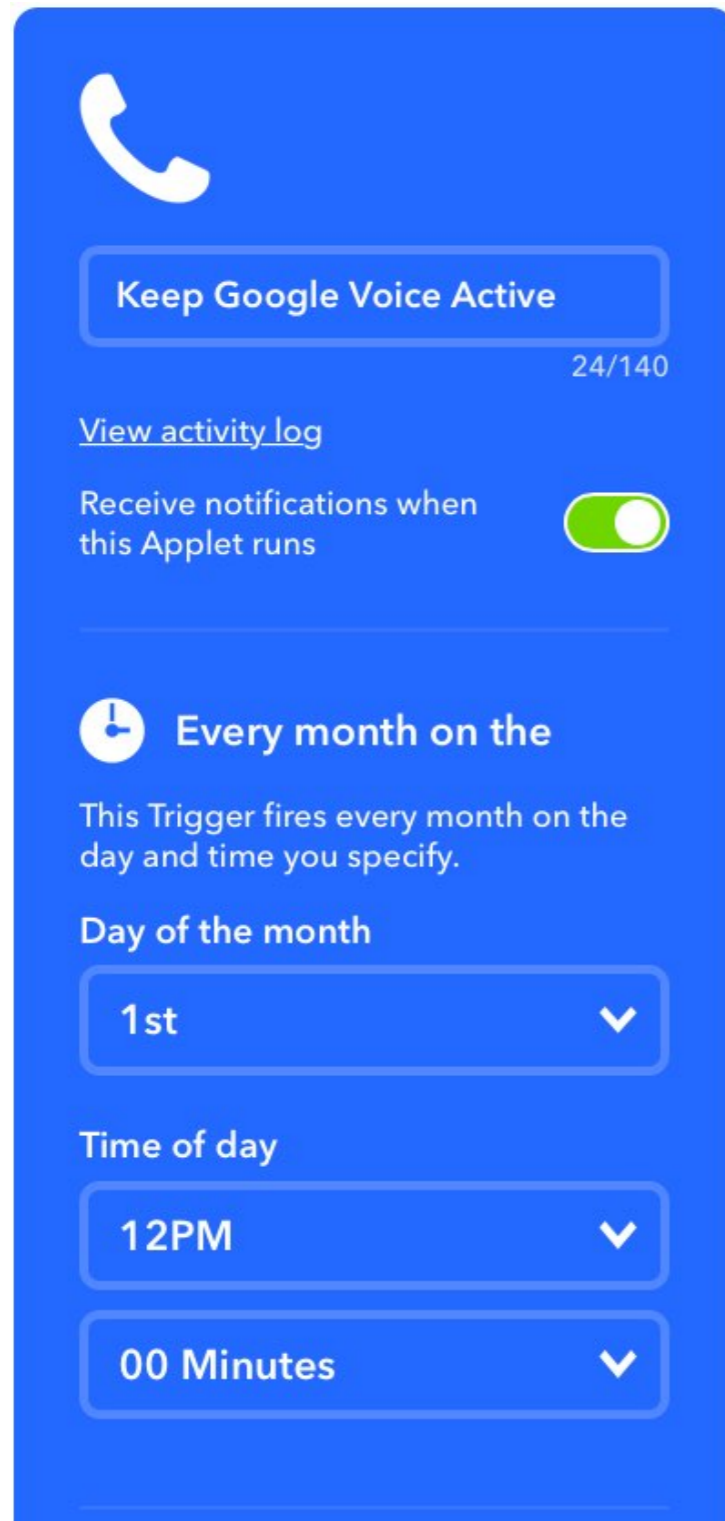 Keep Google Voice Active
24/140
View activity log
Receive notifications when
this Applet runs
Every month on the
This Trigger fires every month on the
day and time you specify.
Day of the month
1st
Time of day
12PM
00 Minutes